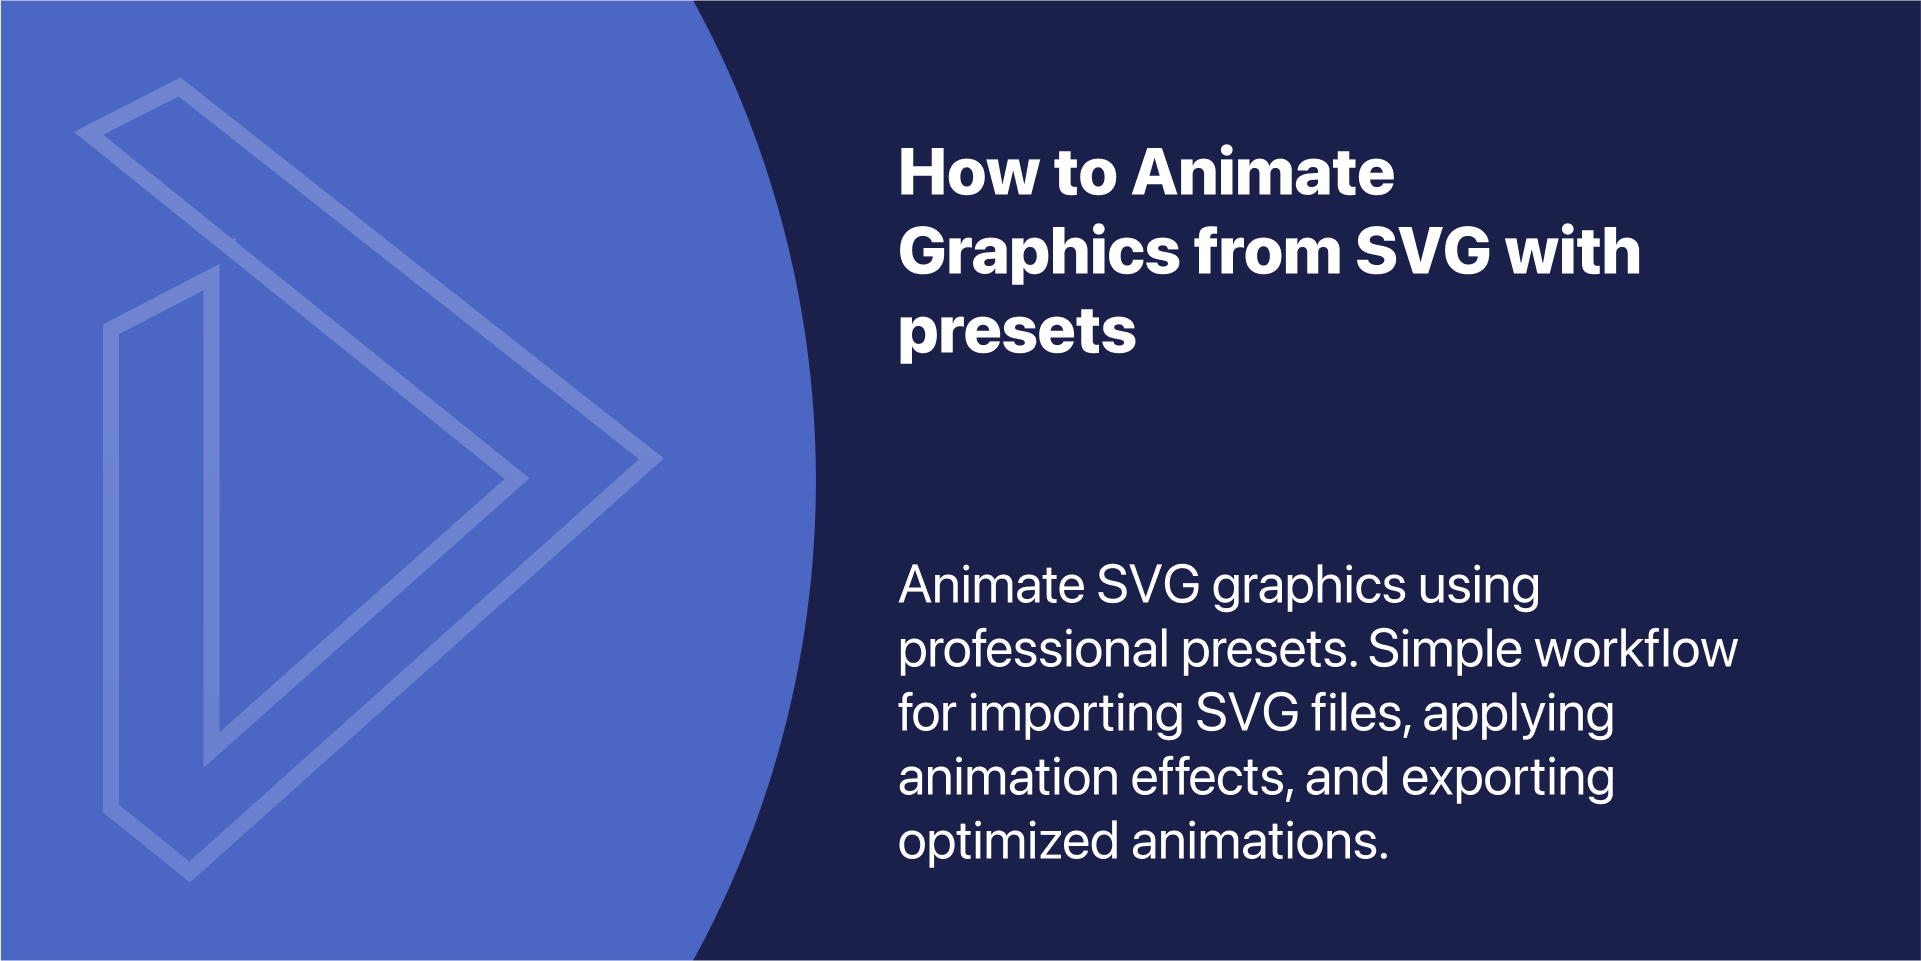 How to Animate
Graphics from SVG with
presets
Animate SVG graphics using
professional presets. Simple workflow
for importing SVG files, applying
animation effects, and exporting
optimized animations.